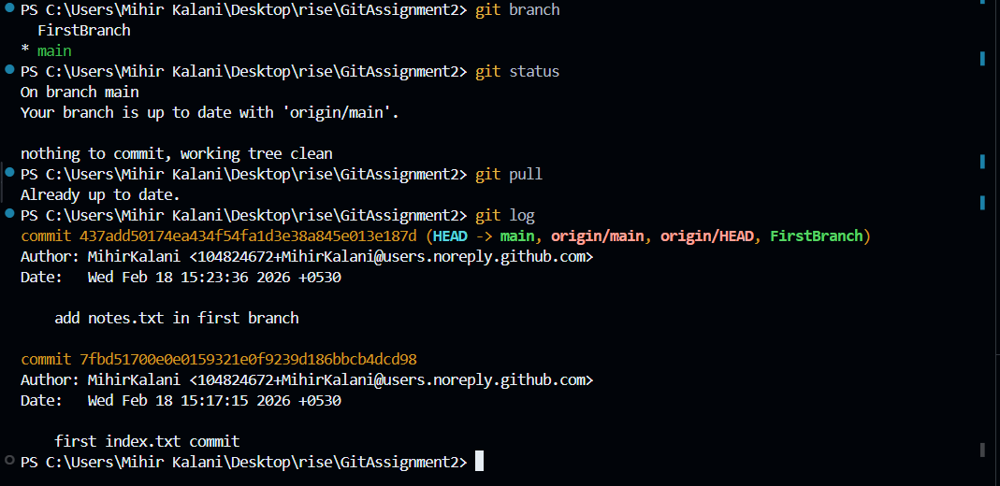 PS C:\Users\Mihir Kalani\Desktop\rise\GitAssignment2> git branch
  FirstBranch
* main
PS C:\Users\Mihir Kalani\Desktop\rise\GitAssignment2> git status
On branch main
Your branch is up to date with 'origin/main'.

nothing to commit, working tree clean
PS C:\Users\Mihir Kalani\Desktop\rise\GitAssignment2> git pull
Already up to date.
PS C:\Users\Mihir Kalani\Desktop\rise\GitAssignment2> git log
commit 437add50174ea434f54fa1d3e38a845e013e187d (HEAD -> main, origin/main, origin/HEAD, FirstBranch)
Author: MihirKalani <104824672+MihirKalani@users.noreply.github.com>
Date:   Wed Feb 18 15:23:36 2026 +0530

    add notes.txt in first branch

commit 7fbd51700e0e0159321e0f9239d186bbcb4dcd98
Author: MihirKalani <104824672+MihirKalani@users.noreply.github.com>
Date:   Wed Feb 18 15:17:15 2026 +0530

    first index.txt commit
PS C:\Users\Mihir Kalani\Desktop\rise\GitAssignment2>